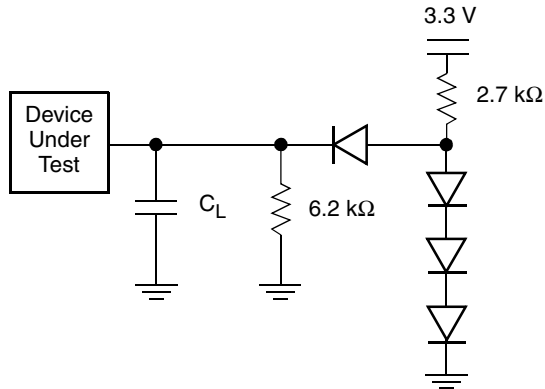 3.3 V
2.7 kΩ
Device
Under
Test
C_L
6.2 kΩ